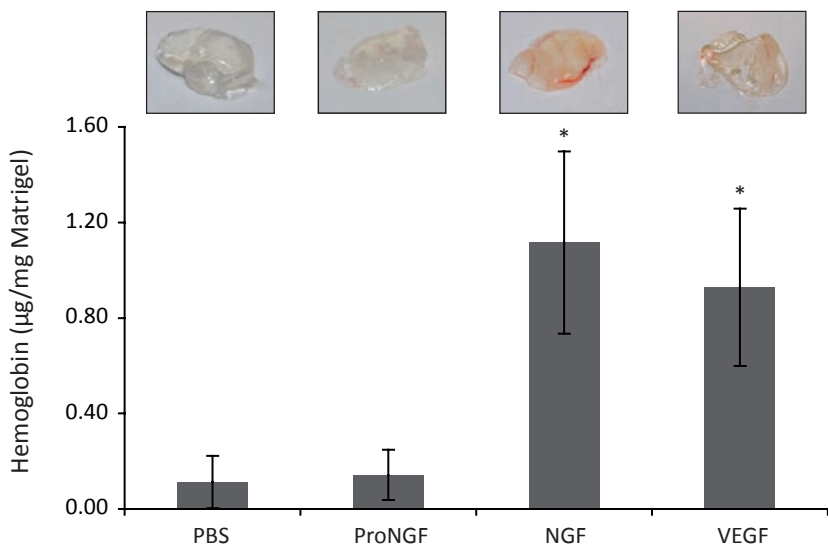 1.60
*
*
1.20
0.80
0.40
0.00
Hemoglobin (µg/mg Matrigel)
PBS
ProNGF
NGF
VEGF